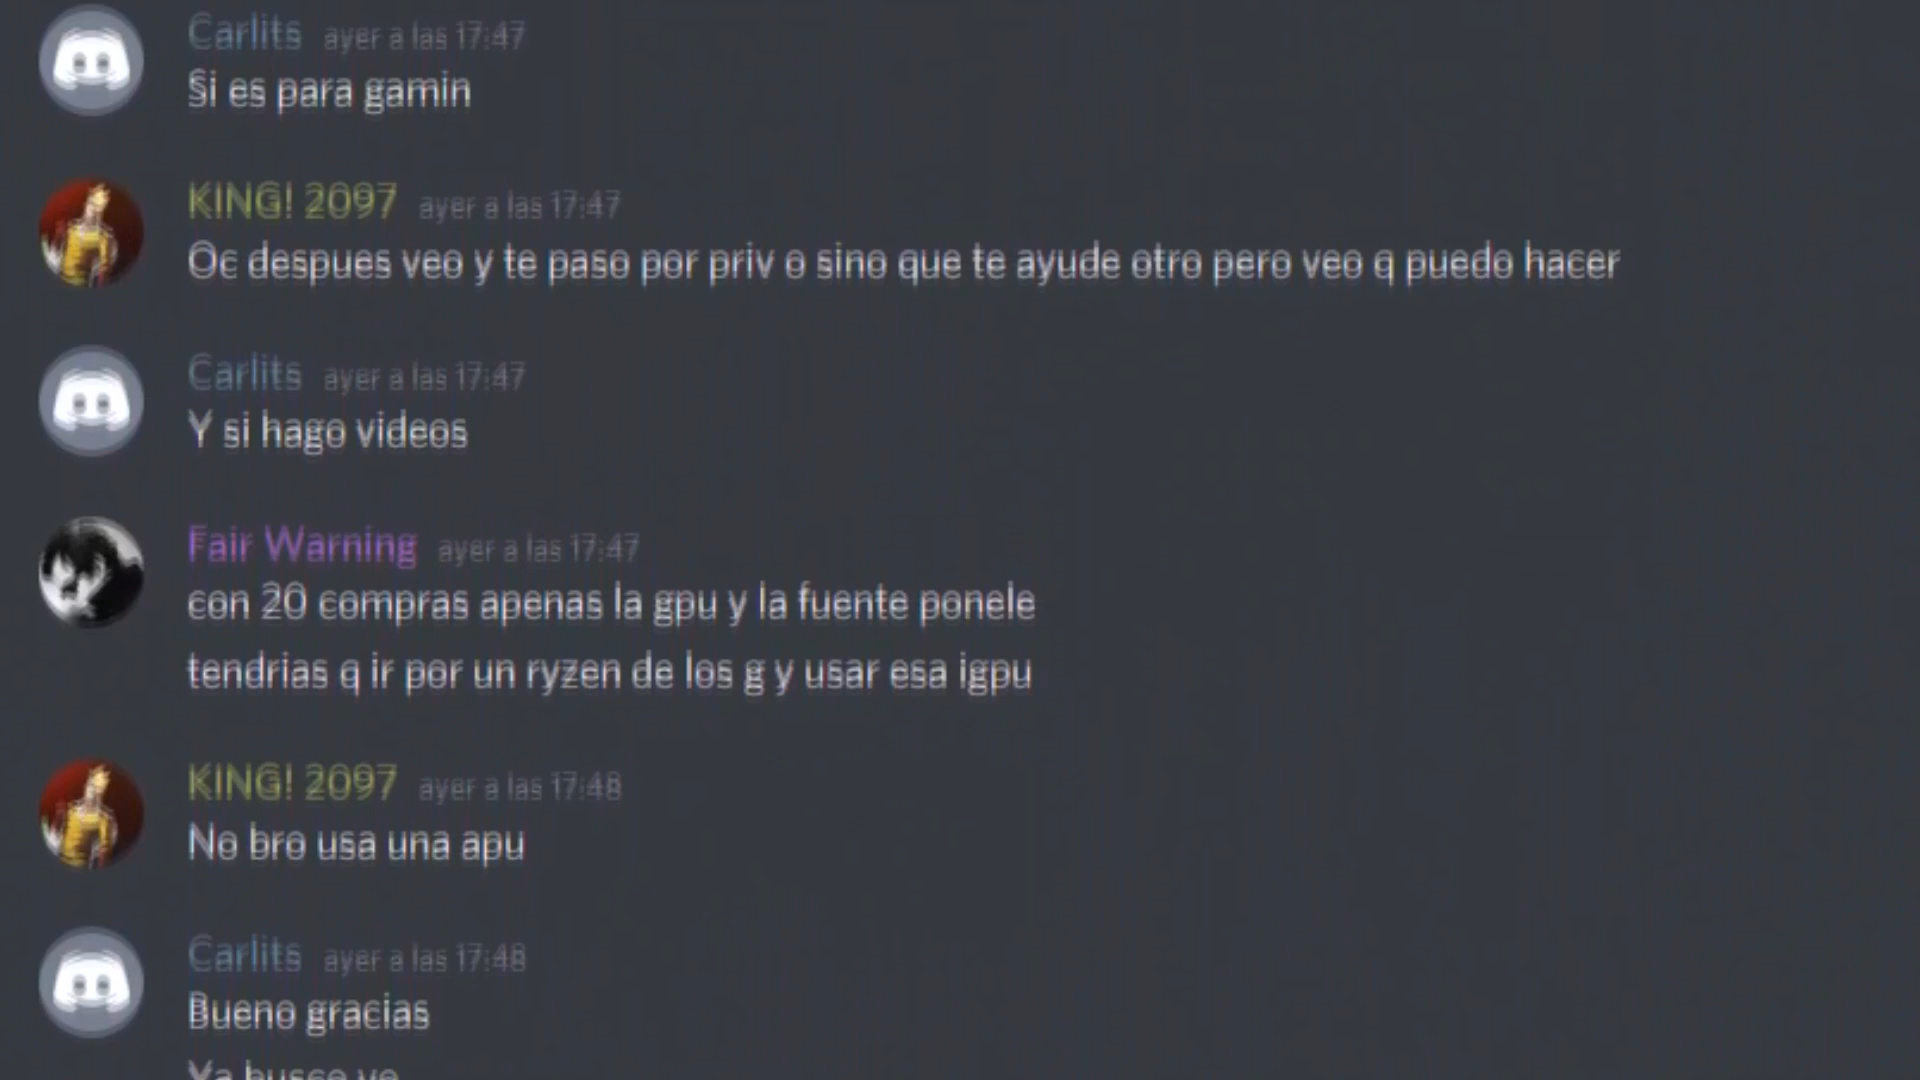 Carlits ayer a las 17:47
Si es para gamin
KING! 2097 ayer a las 17:47
Oc despues veo y te paso por priv o sino que te ayude otro pero veo q puedo hacer
Carlits ayer a las 17:47
Y si hago videos
Fair Warning ayer a las 17:47
con 20 compras apenas la gpu y la fuente ponele
tendrias q ir por un ryzen de los g y usar esa igpu
KING! 2097 ayer a las 17:48
No bro usa una apu
Carlits ayer a las 17:48
Bueno gracias
Ya busco yo